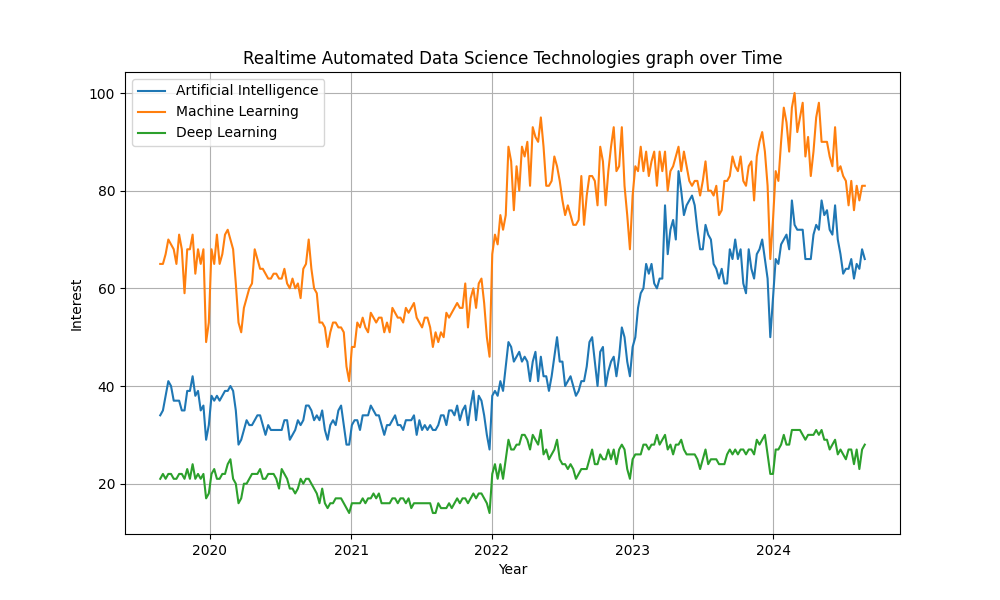 Realtime Automated Data Science Technologies graph over Time
Artificial Intelligence
Machine Learning
Deep Learning
100
80
60
40
20
Interest
2020 2021 2022 2023 2024
Year